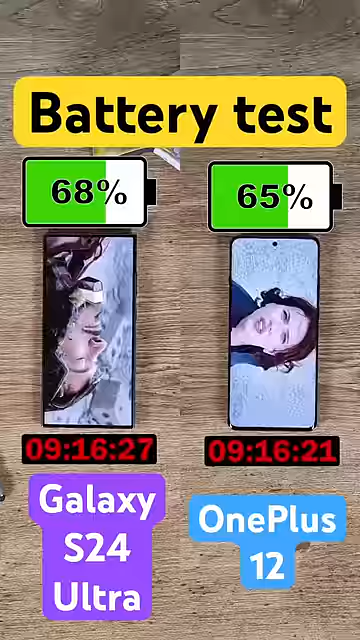 Battery test
68%
65%
09:16:27
09:16:21
Galaxy
S24
Ultra
OnePlus
12